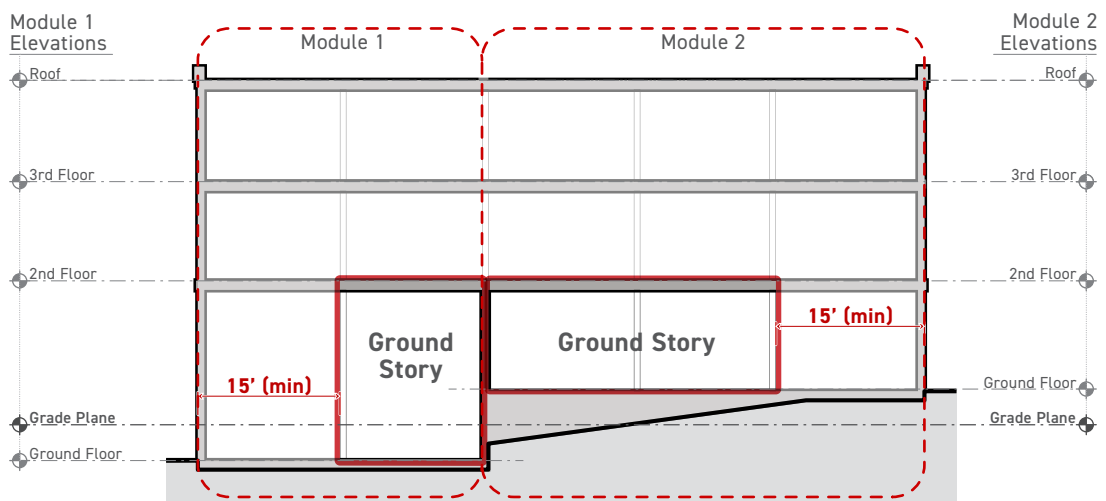 Module 1
Elevations
Module 1
Module 2
Module 2
Elevations
Roof
Roof
3rd Floor
3rd Floor
2nd Floor
2nd Floor
15’ (min)
Ground
Story
Ground Story
15’ (min)
Ground Floor
Grade Plane
Grade Plane
Ground Floor